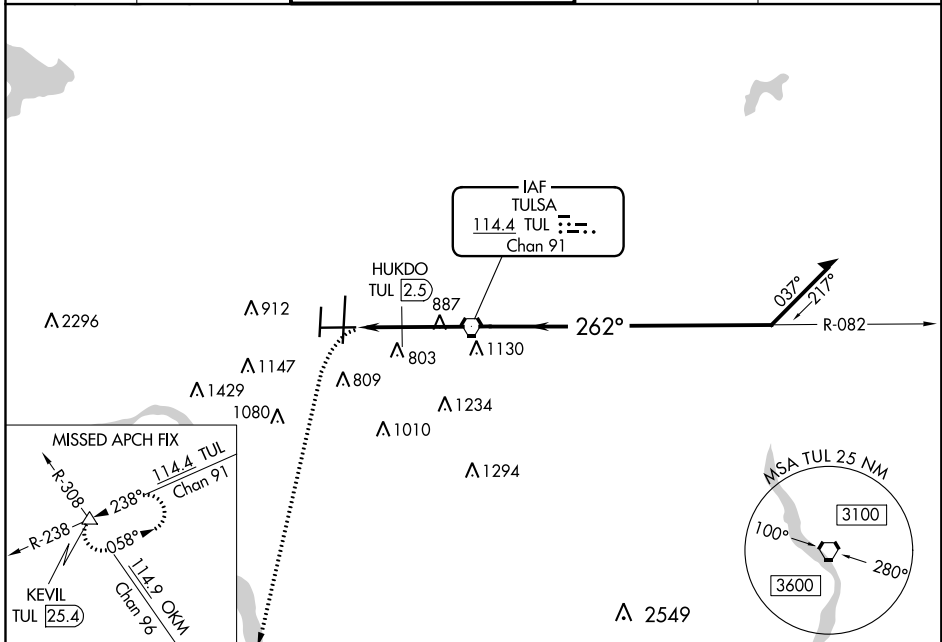 IAF
TULSA
114.4 TUL
Chan 91
HUKDO
TUL 2.5
887
037°
217°
2296
912
262°
R-082
803
1130
1147
809
1429
1234
1080
1010
1294
MISSED APCH FIX
R-308
114.4 TUL
Chan 91
238°
R-238
058°
114.9 OKM
Chan 96
KEVIL
TUL 25.4
MSA TUL 25 NM
3100
100°
280°
3600
2549